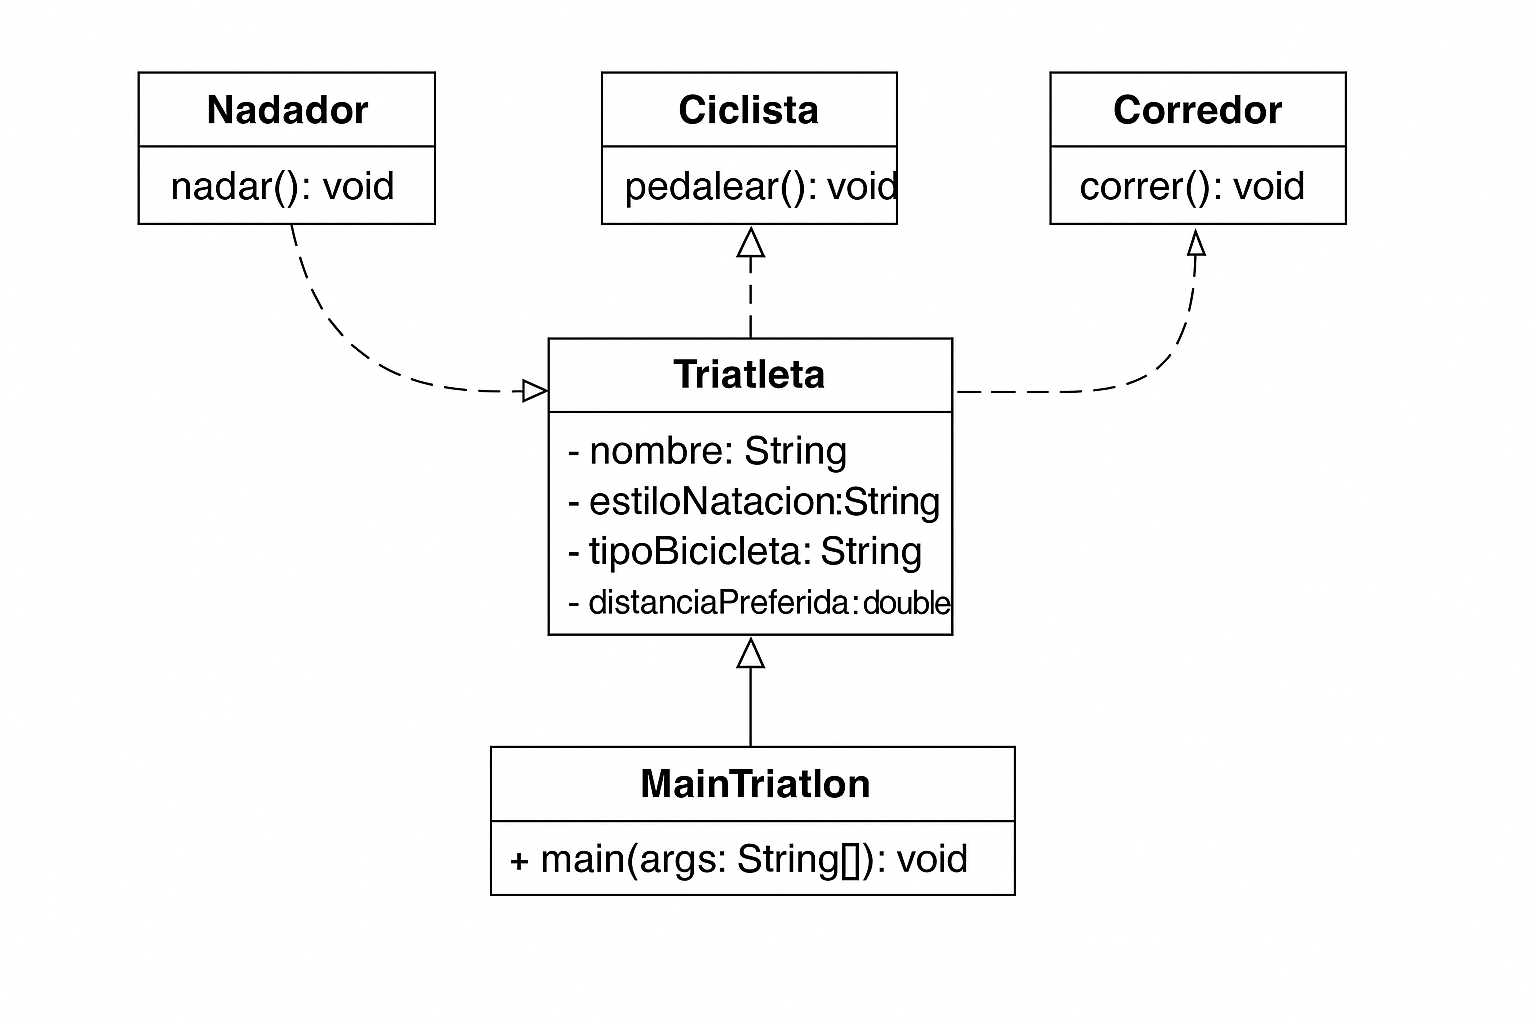 Nadador
nadar(): void
Ciclista
pedalear(): void
Corredor
correr(): void
Triatleta
- nombre: String
- estiloNatacion:String
- tipoBicicleta: String
- distanciaPreferida: double
MainTriatlon
+ main(args: String[]): void